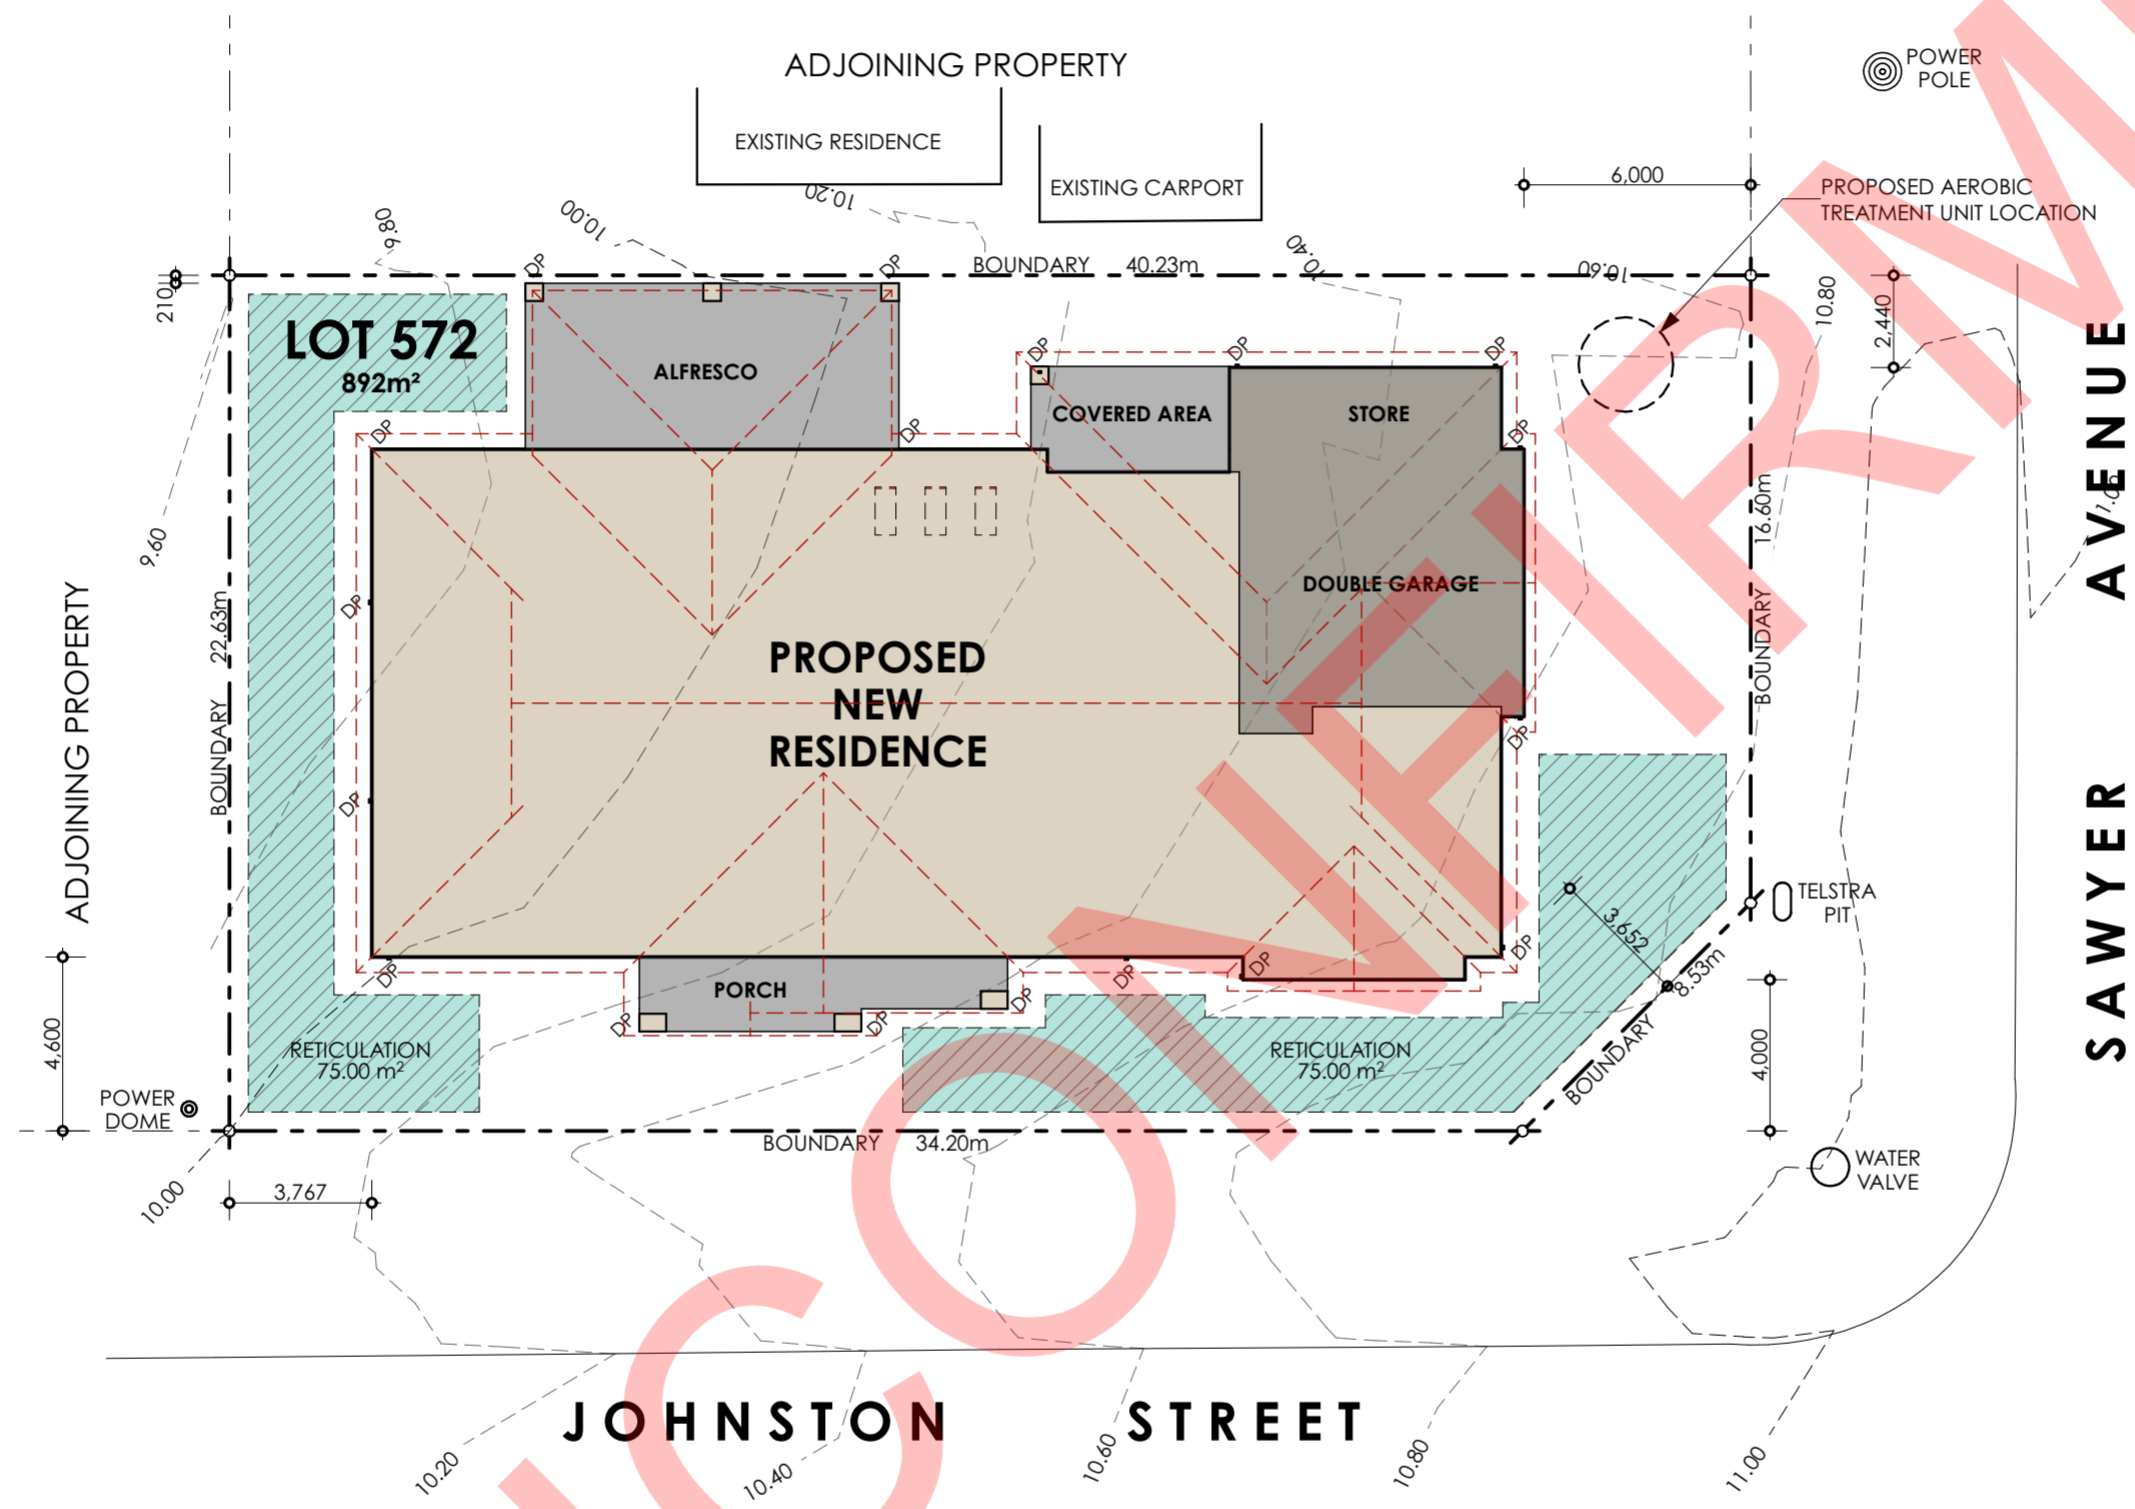 ADJOINING PROPERTY
POWER
POLE
EXISTING RESIDENCE
EXISTING CARPORT
6,000
PROPOSED AEROBIC
TREATMENT UNIT LOCATION
9.80
10.00
10.20
10.40
10.60
10.80
BOUNDARY 40.23m
210
2,440
DP
DP
LOT 572
892m²
ALFRESCO
DP
DP
DP
COVERED AREA
STORE
DP
DP
DP
9.60
BOUNDARY 22.63m
ADJOINING PROPERTY
DP
DP
DOUBLE GARAGE
BOUNDARY 16.60m
SAWYER AVENUE
PROPOSED
NEW
RESIDENCE
DP
TELSTRA
PIT
3,652
8.53m
BOUNDARY
4,000
4,600
DP
PORCH
DP
DP
DP
DP
DP
DP
RETICULATION
75.00 m²
RETICULATION
75.00 m²
POWER
DOME
BOUNDARY 34.20m
WATER
VALVE
10.00
3,767
JOHNSTON STREET
10.20
10.40
10.60
10.80
11.00